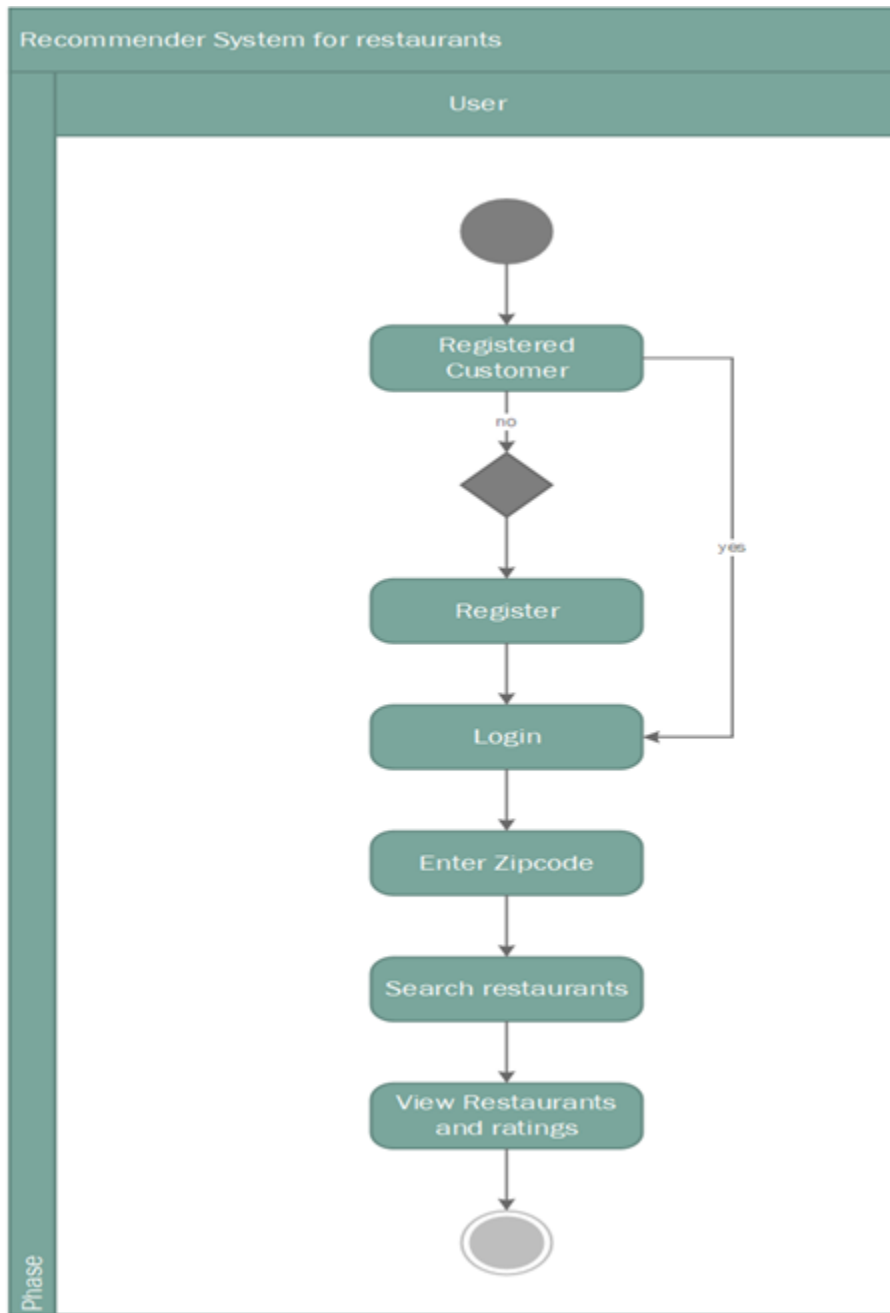 Recommender System for restaurants
User
Registered
Customer
no
yes
Register
Login
Enter Zipcode
Search restaurants
View Restaurants
and ratings
Phase